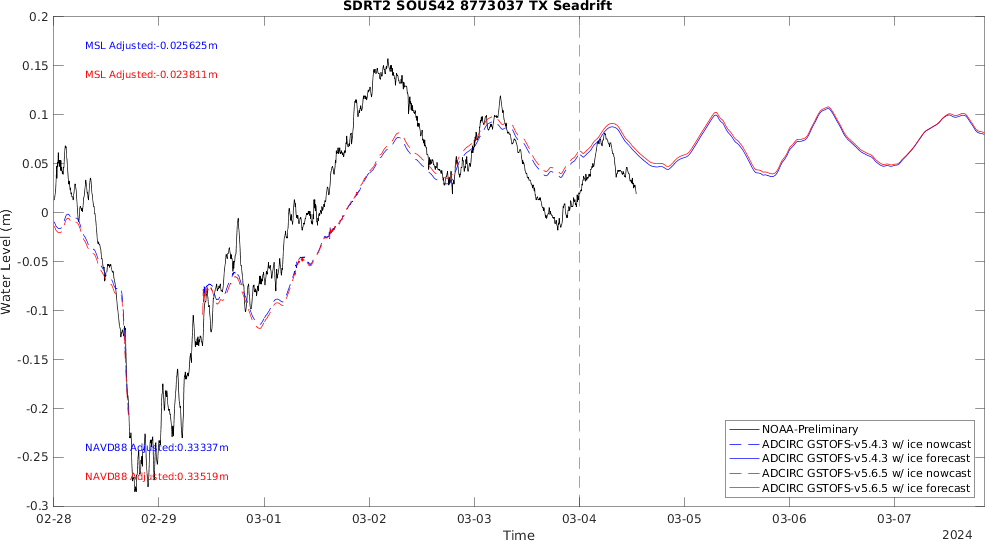 SDRT2 SOUS42 8773037 TX Seadrift
0.2
0.15
0.1
0.05
0
-0.05
-0.1
-0.15
-0.2
-0.25
-0.3
Water Level (m)
MSL Adjusted:-0.025625m
MSL Adjusted:-0.023811m
NAVD88 Adjusted:0.33337m
NAVD88 Adjusted:0.33519m
NOAA-Preliminary
ADCIRC GSTOFS-v5.4.3 w/ ice nowcast
ADCIRC GSTOFS-v5.4.3 w/ ice forecast
ADCIRC GSTOFS-v5.6.5 w/ ice nowcast
ADCIRC GSTOFS-v5.6.5 w/ ice forecast
02-28 02-29 03-01 03-02 03-03 03-04 03-05 03-06 03-07
Time
2024